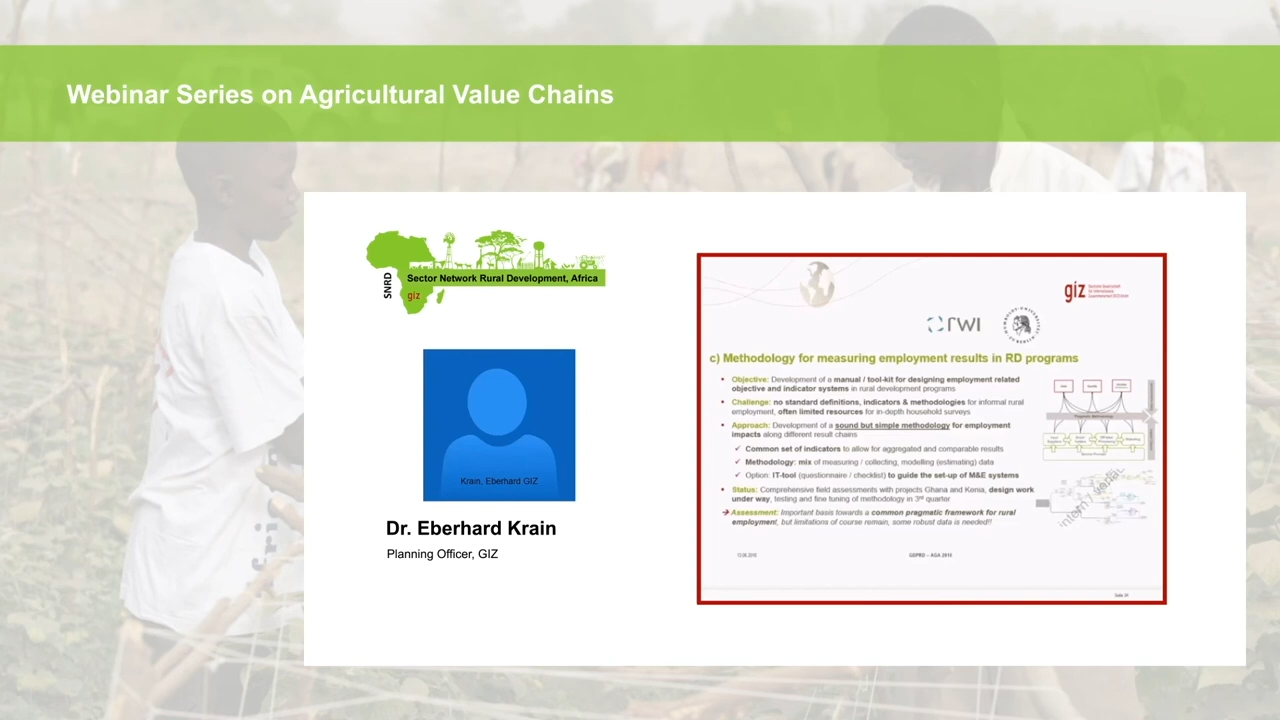 Webinar Series on Agricultural Value Chains
SNRD
Sector Network Rural Development, Africa
giz
Krain, Eberhard GIZ
Dr. Eberhard Krain
Planning Officer, GIZ
giz
rwi
c) Methodology for measuring employment results in RD programs
• Objective: Development of a manual / tool-kit for designing employment related
objective and indicator systems in rural development programs
• Challenge: no standard definitions, indicators & methodologies for informal rural
employment, often limited resources for in-depth household surveys
• Approach: Development of a sound but simple methodology for employment
impacts along different result chains
✓ Common set of indicators to allow for aggregated and comparable results
✓ Methodology: mix of measuring / collecting, modelling (estimating) data
✓ Option: IT-tool (questionnaire / checklist) to guide the set-up of M&E systems
• Status: Comprehensive field assessments with projects Ghana and Kenia, design work
under way, testing and fine tuning of methodology in 3rd quarter
➔ Assessment: Important basis towards a common pragmatic framework for rural
employment, but limitations of course remain, some robust data is needed!!